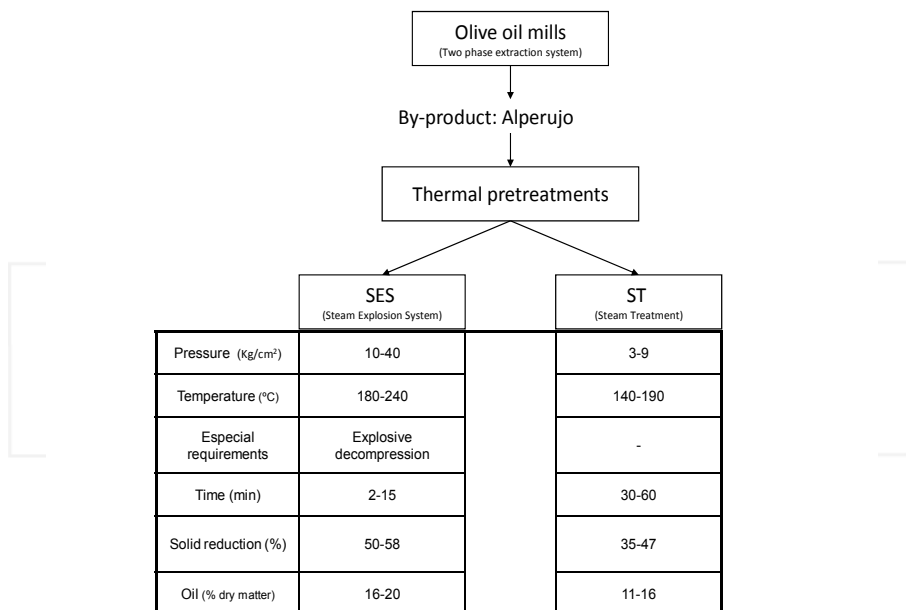 Olive oil mills
(Two phase extraction system)
By-product: Alperujo
Thermal pretreatments
SES
(Steam Explosion System)
ST
(Steam Treatment)
Pressure (Kg/cm²) 10-40 3-9
Temperature (ºC) 180-240 140-190
Especial
requirements
Explosive
decompression
-
Time (min) 2-15 30-60
Solid reduction (%) 50-58 35-47
Oil (% dry matter) 16-20 11-16